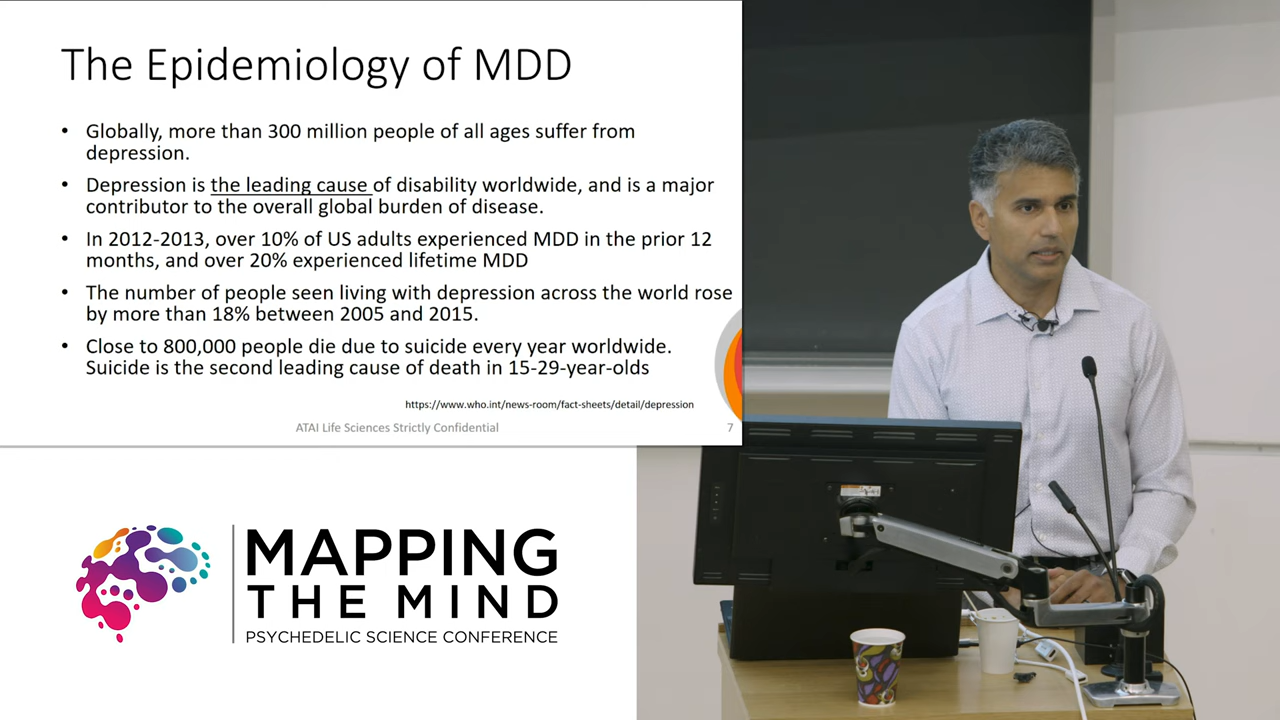 The Epidemiology of MDD
• Globally, more than 300 million people of all ages suffer from
depression.
• Depression is the leading cause of disability worldwide, and is a major
contributor to the overall global burden of disease.
• In 2012-2013, over 10% of US adults experienced MDD in the prior 12
months, and over 20% experienced lifetime MDD
• The number of people seen living with depression across the world rose
by more than 18% between 2005 and 2015.
• Close to 800,000 people die due to suicide every year worldwide.
Suicide is the second leading cause of death in 15-29-year-olds
https://www.who.int/news-room/fact-sheets/detail/depression
ATAI Life Sciences Strictly Confidential
7
MAPPING
THE MIND
PSYCHEDELIC SCIENCE CONFERENCE